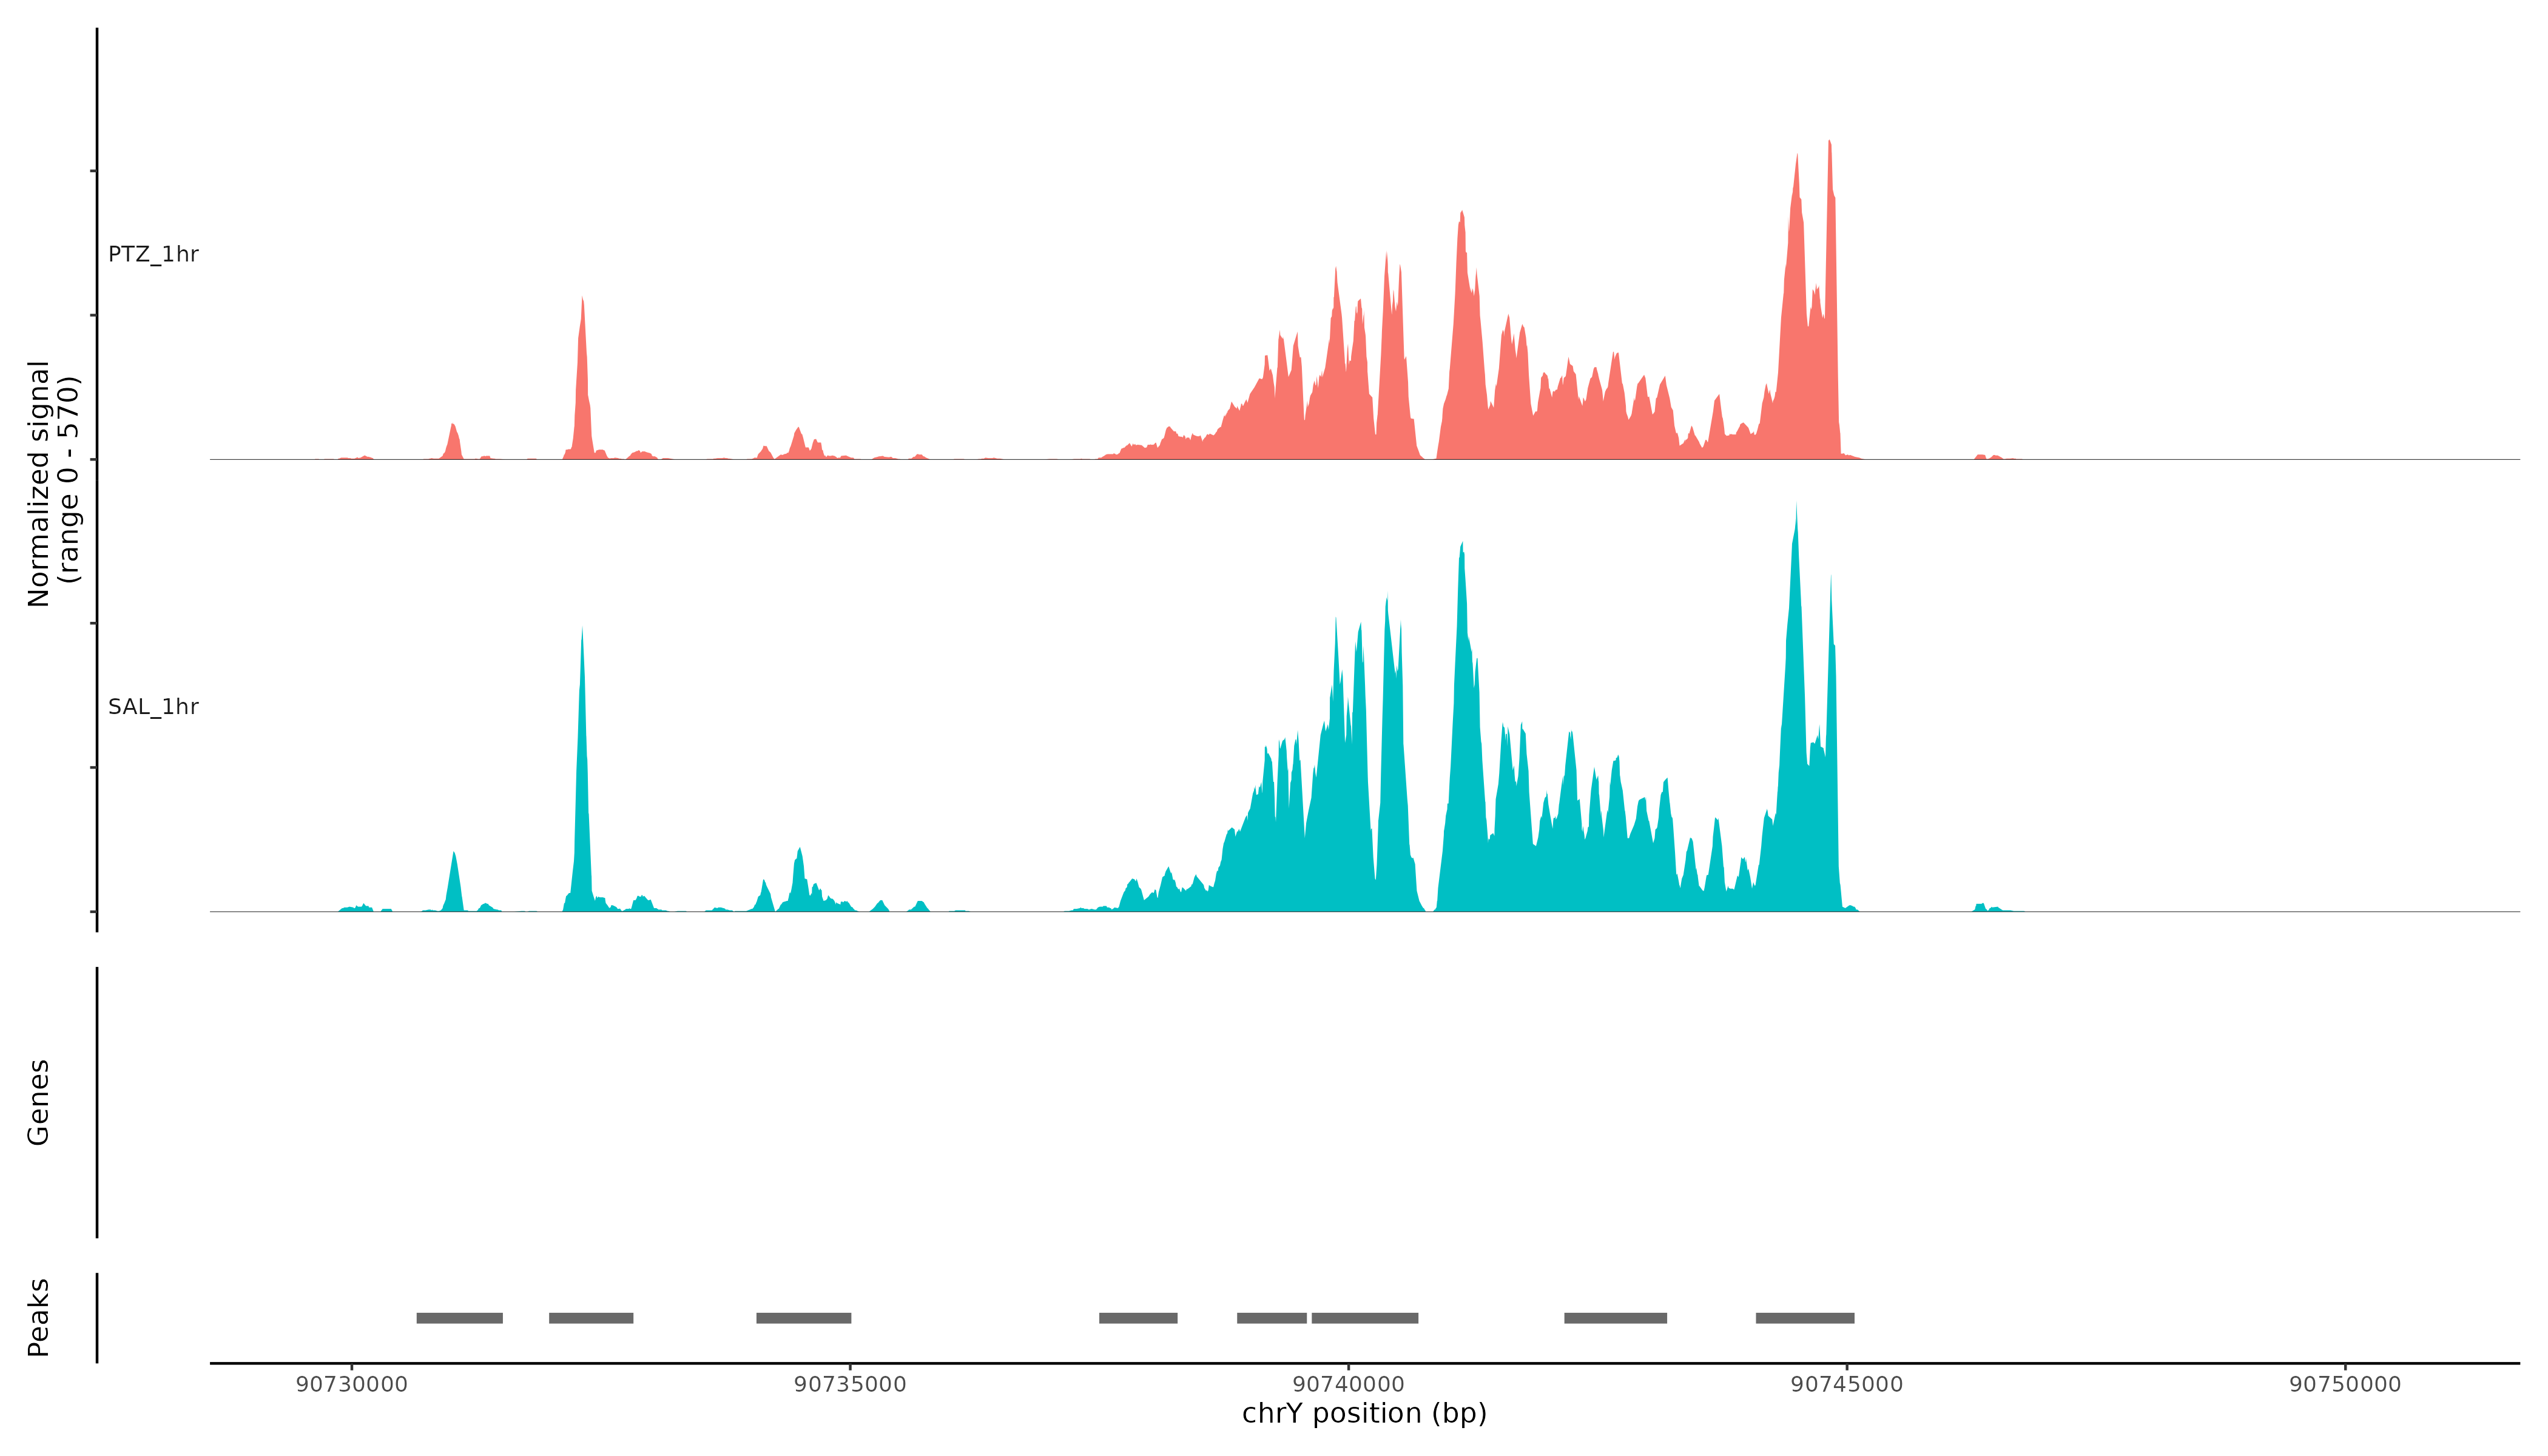 PTZ_1hr
Normalized signal
(range 0 - 570)
SAL_1hr
Genes
Peaks
90730000 90735000 90740000 90745000 90750000
chrY position (bp)